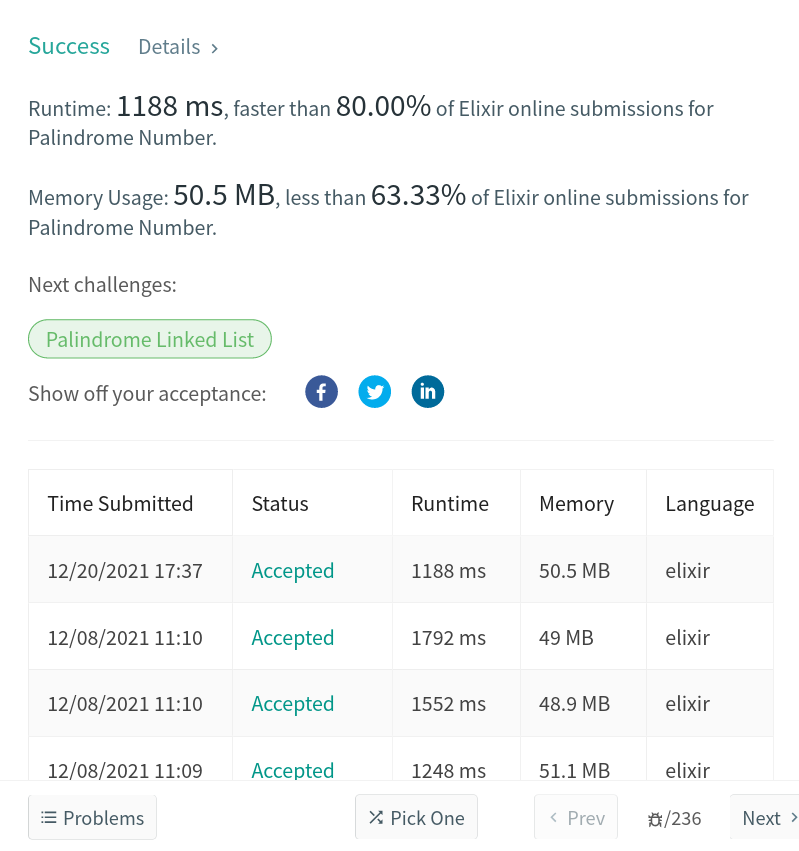 Success Details >
Runtime: 1188 ms, faster than 80.00% of Elixir online submissions for
Palindrome Number.
Memory Usage: 50.5 MB, less than 63.33% of Elixir online submissions for
Palindrome Number.
Next challenges:
Palindrome Linked List
Show off your acceptance: f in
Time Submitted Status Runtime Memory Language
12/20/2021 17:37 Accepted 1188 ms 50.5 MB elixir
12/08/2021 11:10 Accepted 1792 ms 49 MB elixir
12/08/2021 11:10 Accepted 1552 ms 48.9 MB elixir
12/08/2021 11:09 Accepted 1248 ms 51.1 MB elixir
Problems Pick One < Prev /236 Next >